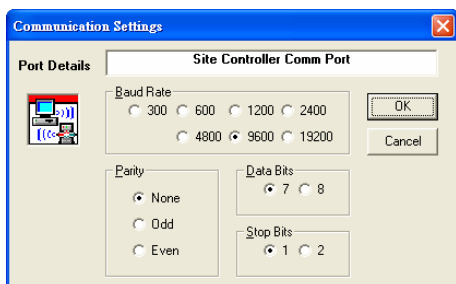 Communication Settings
Port Details
Site Controller Comm Port
Baud Rate
300 600 1200 2400
4800 9600 19200
OK
Cancel
Parity
None
Odd
Even
Data Bits
7 8
Stop Bits
1 2